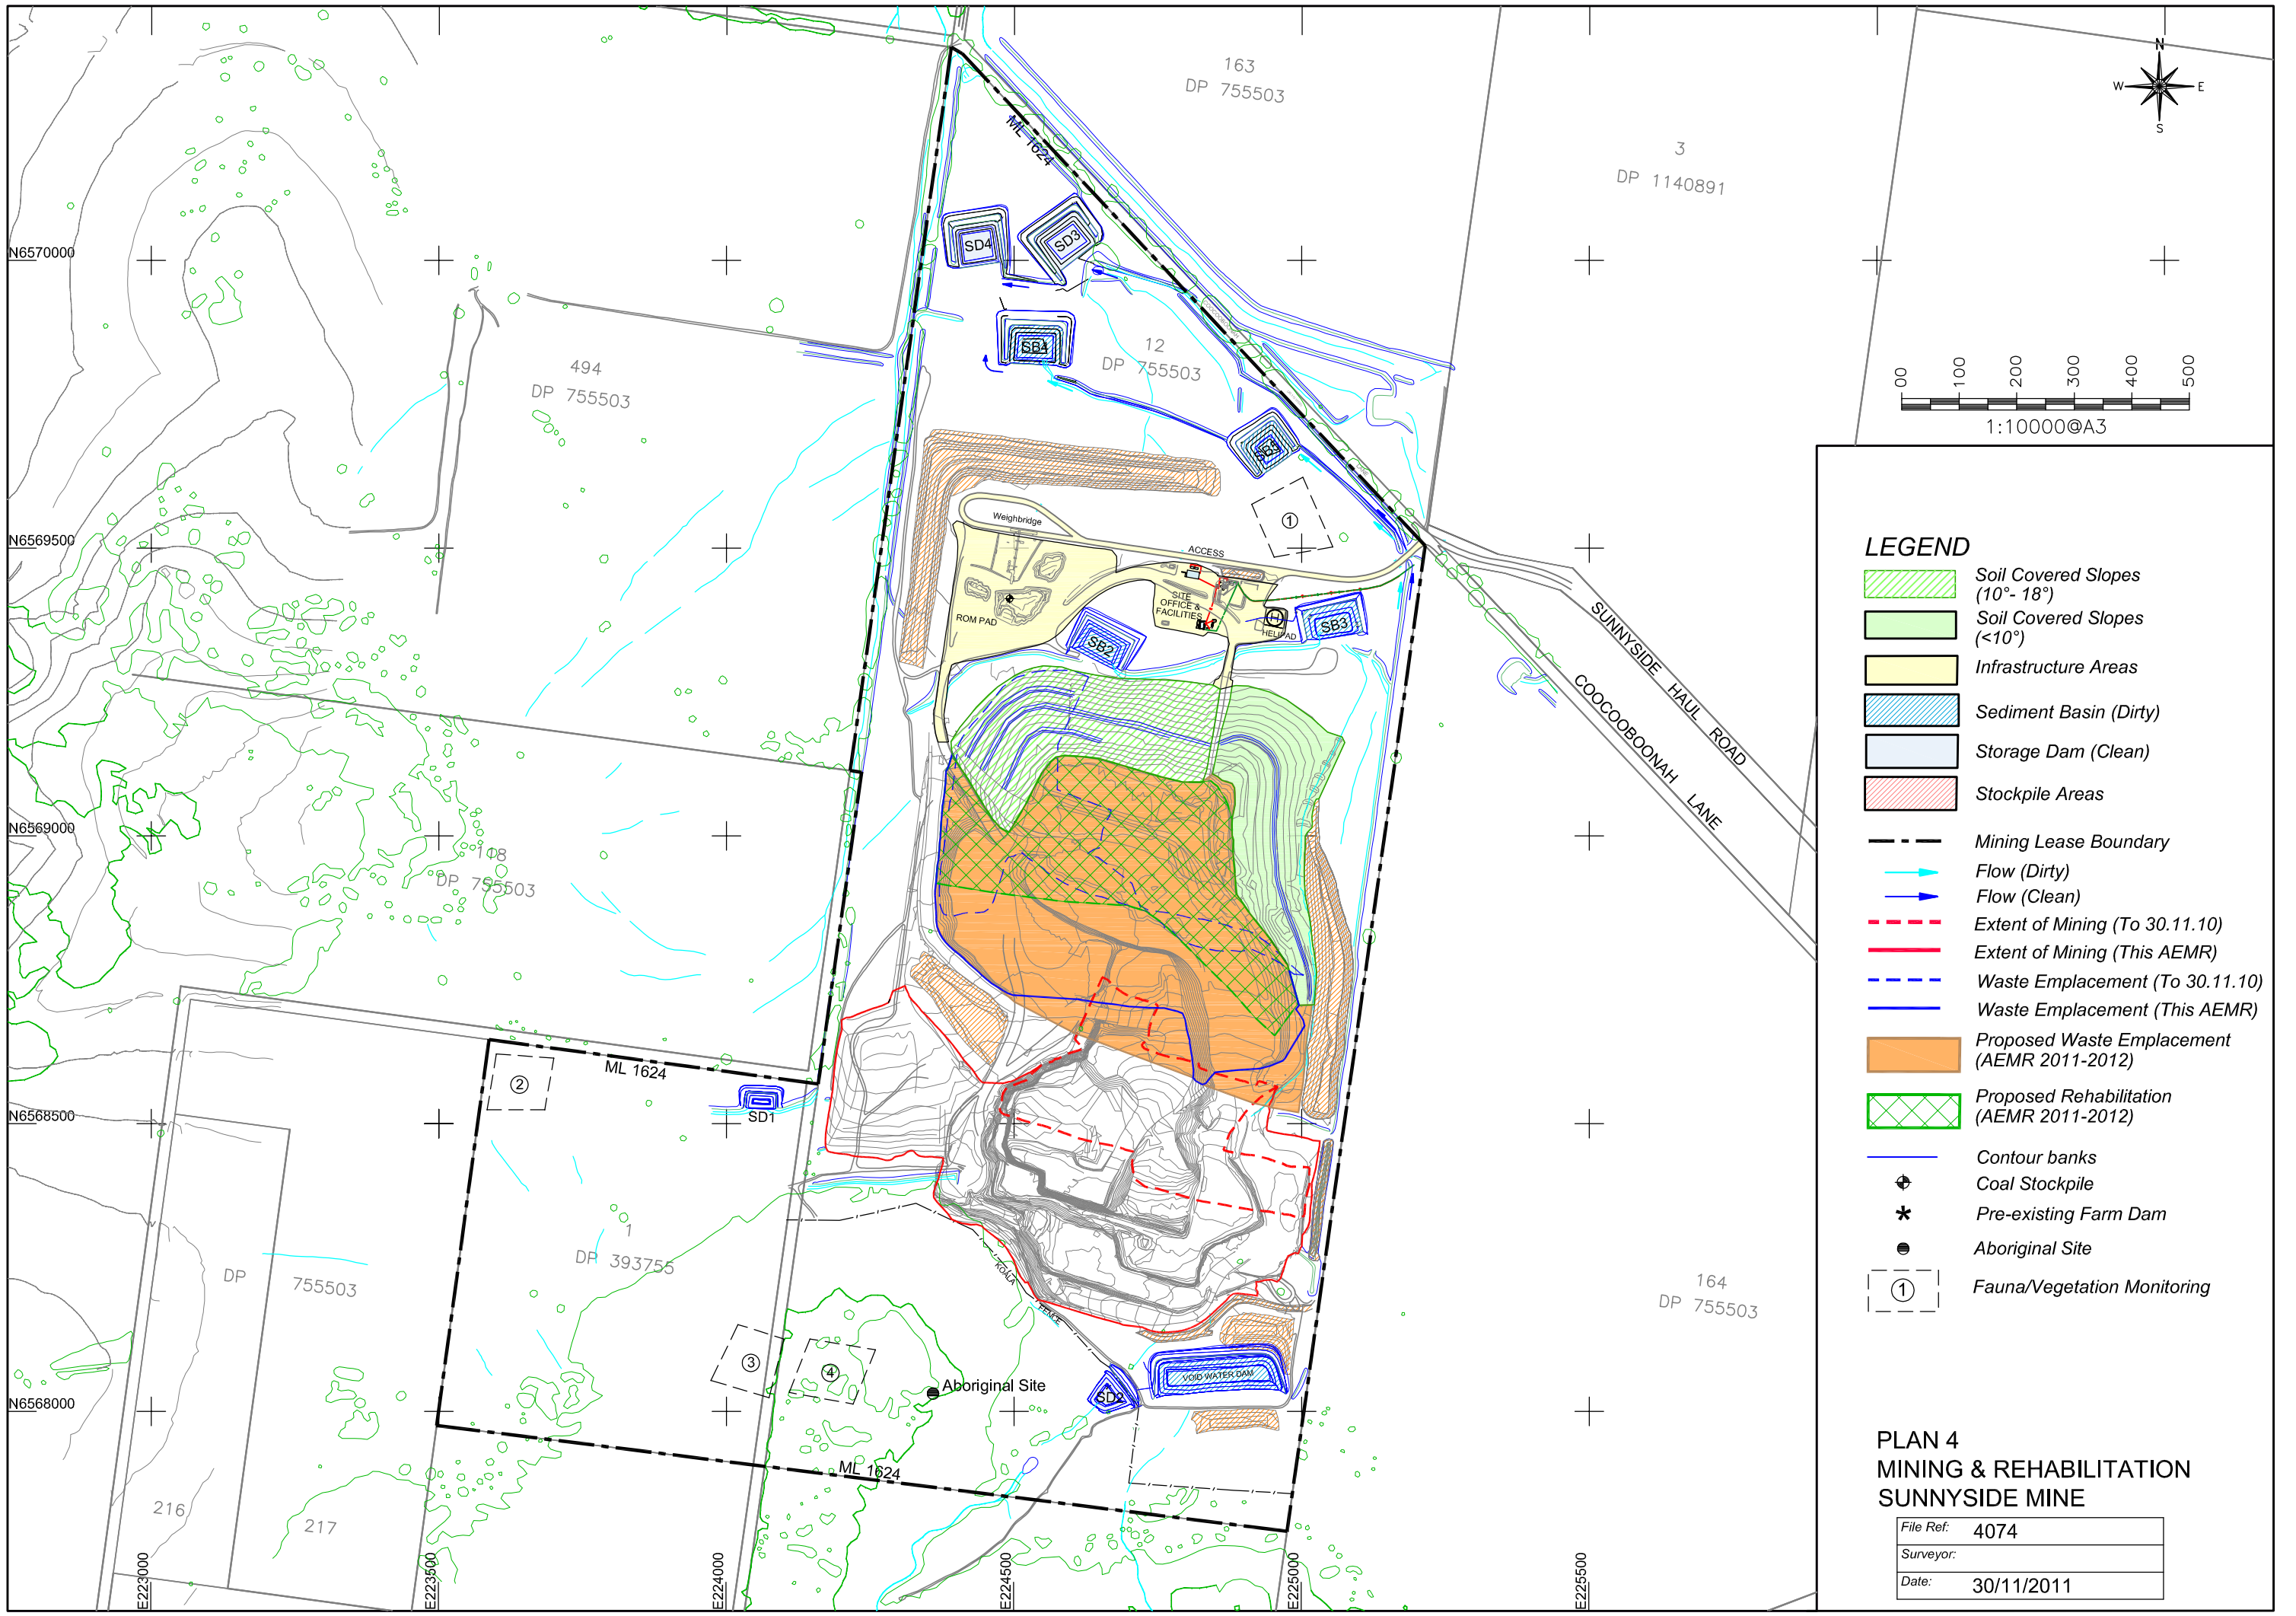 163
DP 755503
3
DP 1140891
N
W
E
S
ML 1624
SD4
SD3
N6570000
SB4
12
DP 755503
494
DP 755503
00
100
200
300
400
500
1:10000@A3
Weighbridge
1
N6569500
ACCESS
SITE
OFFICE &
FACILITIES
ROM PAD
H
HELIPAD
SB3
SB2
SUNNYSIDE HAUL ROAD
COOCOOBOONAH LANE
N6569000
118
DP 755503
ML 1624
2
SD1
N6568500
1
DP 393755
DP 755503
KOALA
FENCE
164
DP 755503
3
4
Aboriginal Site
SD2
VOID WATER DAM
N6568000
ML 1624
216
217
E223000
E223500
E224000
E224500
E225000
E225500
LEGEND
Soil Covered Slopes
(10°- 18°)
Soil Covered Slopes
(<10°)
Infrastructure Areas
Sediment Basin (Dirty)
Storage Dam (Clean)
Stockpile Areas
Mining Lease Boundary
Flow (Dirty)
Flow (Clean)
Extent of Mining (To 30.11.10)
Extent of Mining (This AEMR)
Waste Emplacement (To 30.11.10)
Waste Emplacement (This AEMR)
Proposed Waste Emplacement
(AEMR 2011-2012)
Proposed Rehabilitation
(AEMR 2011-2012)
Contour banks
Coal Stockpile
Pre-existing Farm Dam
Aboriginal Site
1
Fauna/Vegetation Monitoring
PLAN 4
MINING & REHABILITATION
SUNNYSIDE MINE
File Ref: 4074
Surveyor:
Date: 30/11/2011